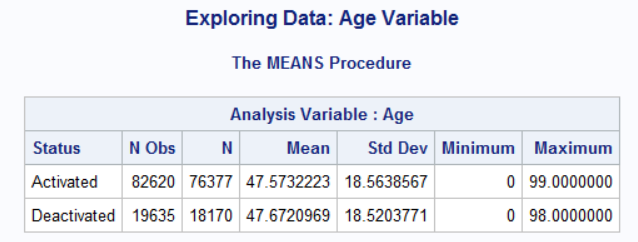 Exploring Data: Age Variable
The MEANS Procedure
Analysis Variable : Age
Status N Obs N Mean Std Dev Minimum Maximum
Activated 82620 76377 47.5732223 18.5638567 0 99.0000000
Deactivated 19635 18170 47.6720969 18.5203771 0 98.0000000